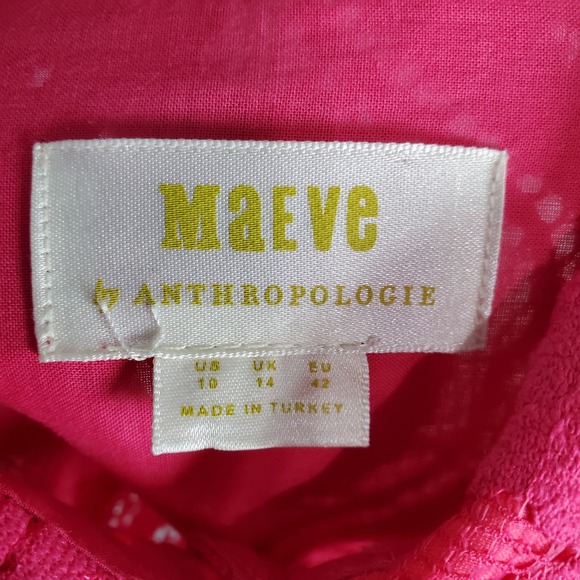 MaEVe
by ANTHROPOLOGIE
US UK EU
10 14 42
MADE IN TURKEY